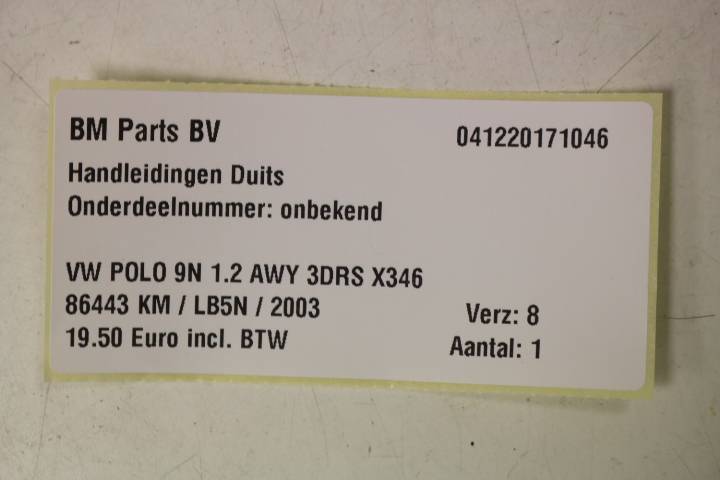 BM Parts BV 041220171046
Handleidingen Duits
Onderdeelnummer: onbekend
VW POLO 9N 1.2 AWY 3DRS X346
86443 KM / LB5N / 2003 Verz: 8
19.50 Euro incl. BTW Aantal: 1